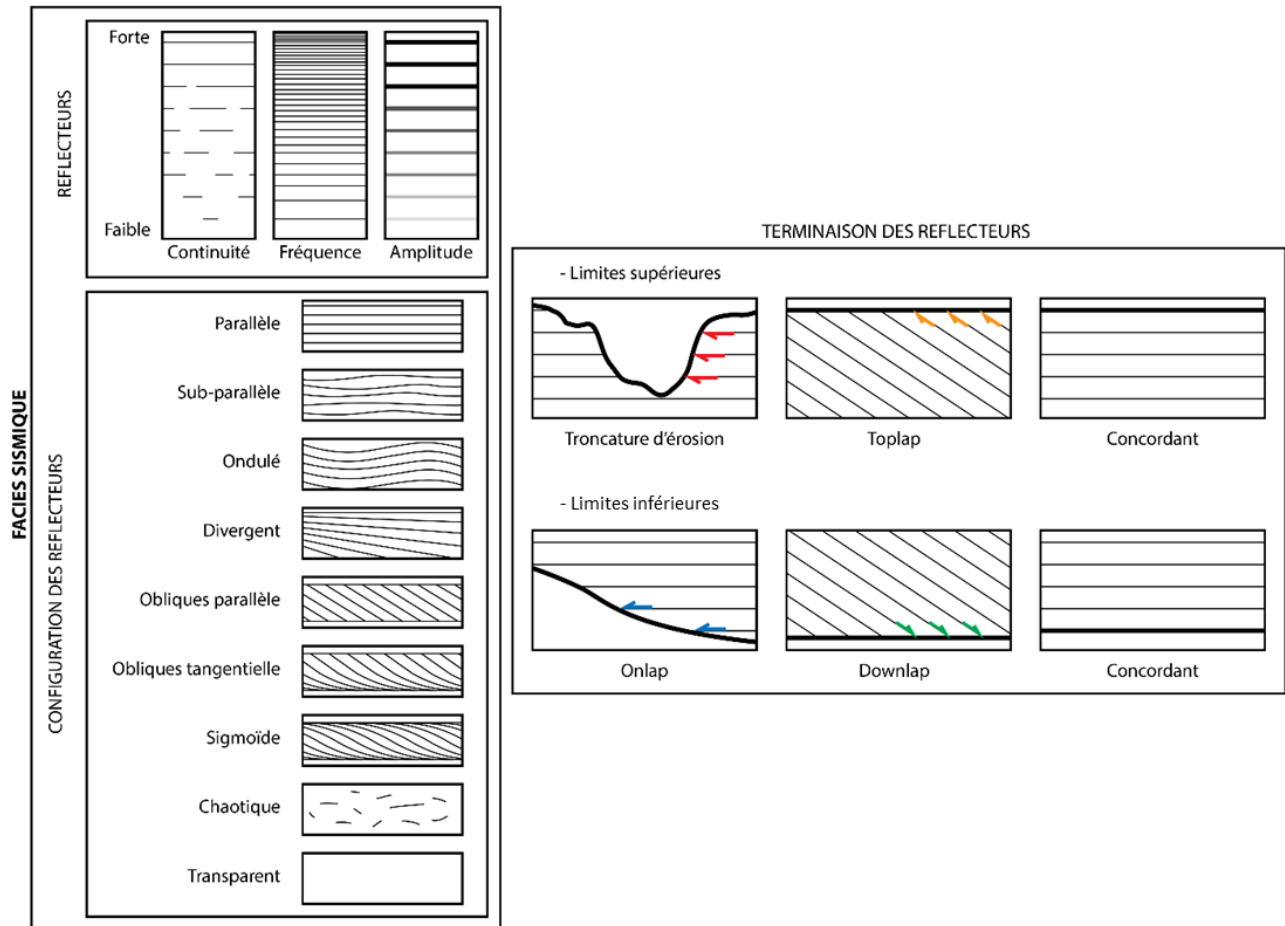 FACIES SISMIQUE
REFLECTEURS
Forte
Faible
Continuité
Fréquence
Amplitude
CONFIGURATION DES REFLECTEURS
Parallèle
Sub-parallèle
Ondulé
Divergent
Obliques parallèle
Obliques tangentielle
Sigmoïde
Chaotique
Transparent
TERMINAISON DES REFLECTEURS
- Limites supérieures
Troncature d'érosion
Toplap
Concordant
- Limites inférieures
Onlap
Downlap
Concordant